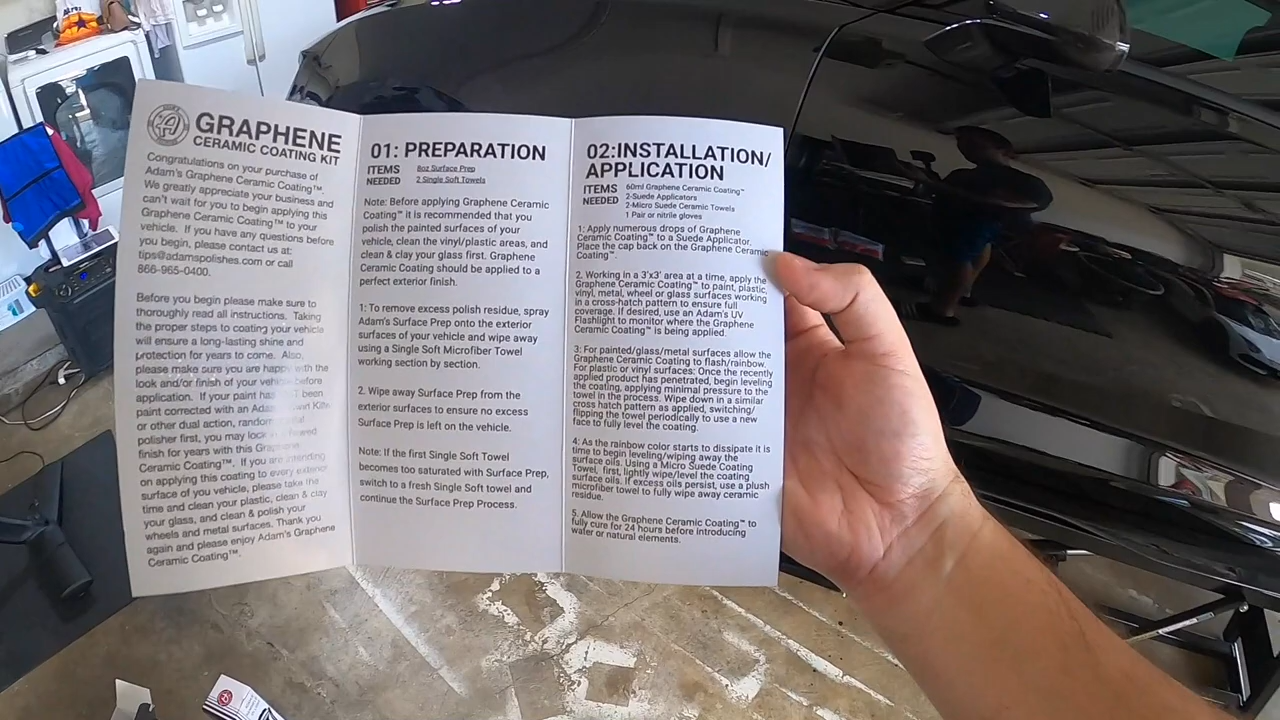 GRAPHENE
CERAMIC COATING KIT
Congratulations on your purchase of
Adam's Graphene Ceramic Coating™.
We greatly appreciate your business and
can't wait for you to begin applying this
Graphene Ceramic Coating™ to your
vehicle. If you have any questions before
you begin, please contact us at:
tips@adamspolishes.com or call
866-965-0400.
Before you begin please make sure to
thoroughly read all instructions. Taking
the proper steps to coating your vehicle
will ensure a long-lasting shine and
protection for years to come. Also,
please make sure you are happy with the
look and/or finish of your vehicle before
application. If your paint has been
paint corrected with an and
or other dual action,
polisher first, you may lock in
finish for years with this Graphene
Ceramic Coating™. If you are intending
on applying this coating to every exterior
surface of you vehicle, please take the
time and clean your plastic, clean & clay
your glass, and clean & polish your
wheels and metal surfaces. Thank you
again and please enjoy Adam's Graphene
Ceramic Coating™.
01: PREPARATION
ITEMS
NEEDED
8oz Surface Prep
2 Single Soft Towels
Note: Before applying Graphene Ceramic
Coating™ it is recommended that you
polish the painted surfaces of your
vehicle, clean the vinyl/plastic areas, and
clean & clay your glass first. Graphene
Ceramic Coating should be applied to a
perfect exterior finish.
1: To remove excess polish residue, spray
Adam's Surface Prep onto the exterior
surfaces of your vehicle and wipe away
using a Single Soft Microfiber Towel
working section by section.
2. Wipe away Surface Prep from the
exterior surfaces to ensure no excess
Surface Prep is left on the vehicle.
Note: If the first Single Soft Towel
becomes too saturated with Surface Prep,
switch to a fresh Single Soft towel and
continue the Surface Prep Process.
02:INSTALLATION/
APPLICATION
ITEMS
NEEDED
60ml Graphene Ceramic Coating™
2-Suede Applicators
2-Micro Suede Ceramic Towels
1 Pair or nitrile gloves
1: Apply numerous drops of Graphene
Ceramic Coating™ to a Suede Applicator.
Place the cap back on the Graphene Ceramic
Coating™.
2. Working in a 3'x3' area at a time, apply the
Graphene Ceramic Coating™ to paint, plastic,
vinyl, metal, wheel or glass surfaces working
in a cross-hatch pattern to ensure full
coverage. If desired, use an Adam's UV
Flashlight to monitor where the Graphene
Ceramic Coating™ is being applied.
3: For painted/glass/metal surfaces allow the
Graphene Ceramic Coating™ to flash/rainbow.
For plastic or vinyl surfaces: Once the recently
applied product has penetrated, begin leveling
the coating, applying minimal pressure to the
towel in the process. Wipe down in a similar
cross hatch pattern as applied, switching/
flipping the towel periodically to use a new
face to fully level the coating.
4: As the rainbow color starts to dissipate it is
time to begin leveling/wiping away the
surface oils. Using a Micro Suede Coating
Towel, first, lightly wipe/level the coating
surface oils. If excess oils persist, use a plush
microfiber towel to fully wipe away ceramic
residue.
5. Allow the Graphene Ceramic Coating™ to
fully cure for 24 hours before introducing
water or natural elements.